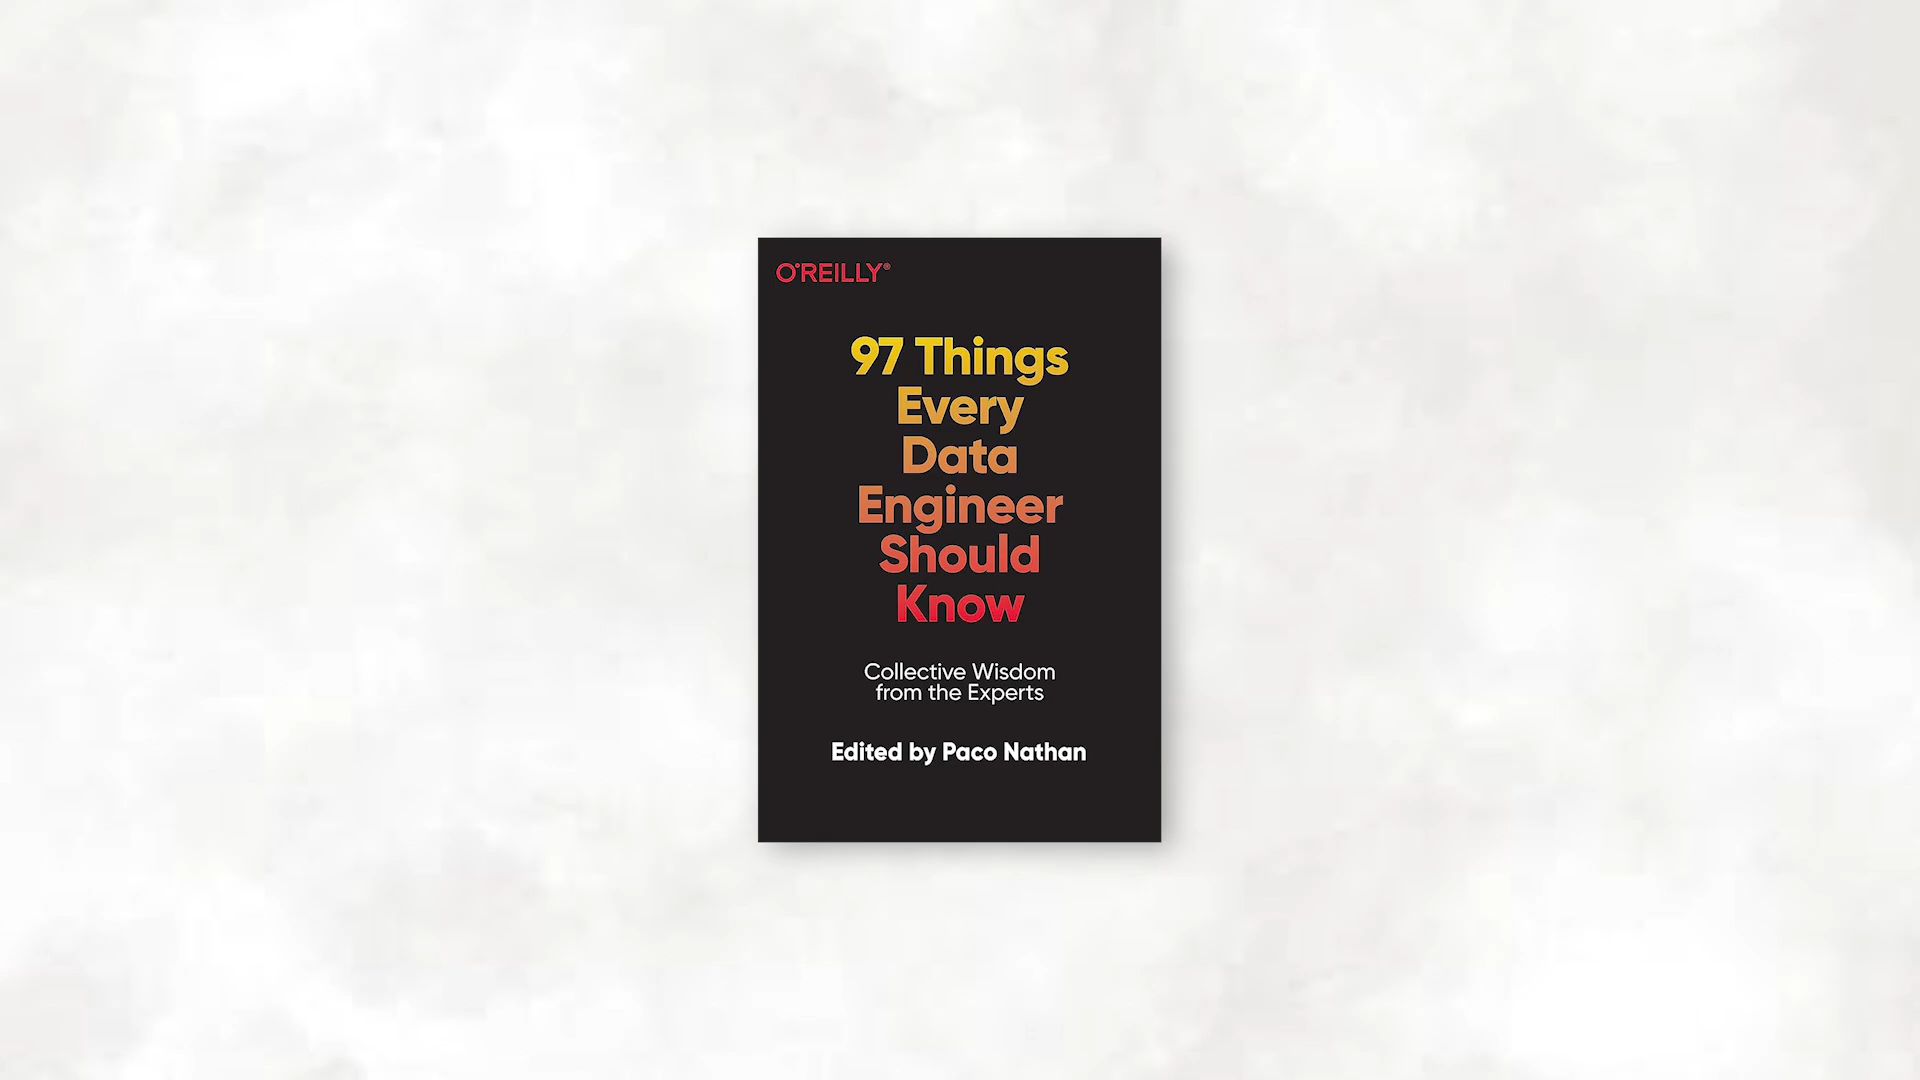 O'REILLY®
97 Things
Every
Data
Engineer
Should
Know
Collective Wisdom
from the Experts
Edited by Paco Nathan